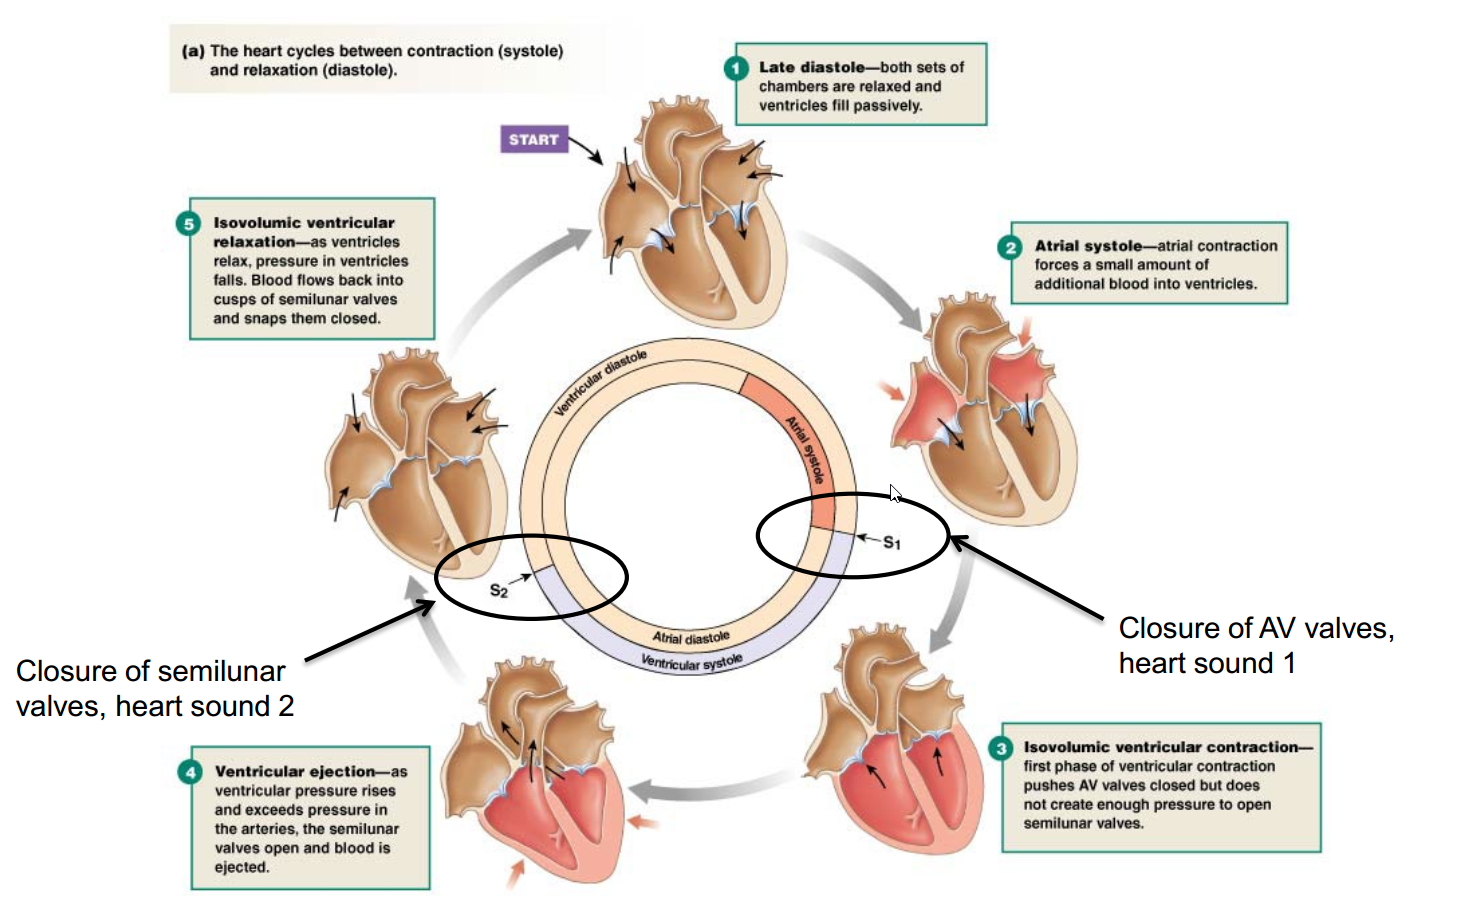 (a) The heart cycles between contraction (systole)
and relaxation (diastole).
START
1
Late diastole—both sets of
chambers are relaxed and
ventricles fill passively.
2
Atrial systole—atrial contraction
forces a small amount of
additional blood into ventricles.
5
Isovolumic ventricular
relaxation—as ventricles
relax, pressure in ventricles
falls. Blood flows back into
cusps of semilunar valves
and snaps them closed.
Ventricular diastole
Atrial systole
S1
S2
Atrial diastole
Ventricular systole
Closure of AV valves,
heart sound 1
Closure of semilunar
valves, heart sound 2
3
Isovolumic ventricular contraction—
first phase of ventricular contraction
pushes AV valves closed but does
not create enough pressure to open
semilunar valves.
4
Ventricular ejection—as
ventricular pressure rises
and exceeds pressure in
the arteries, the semilunar
valves open and blood is
ejected.